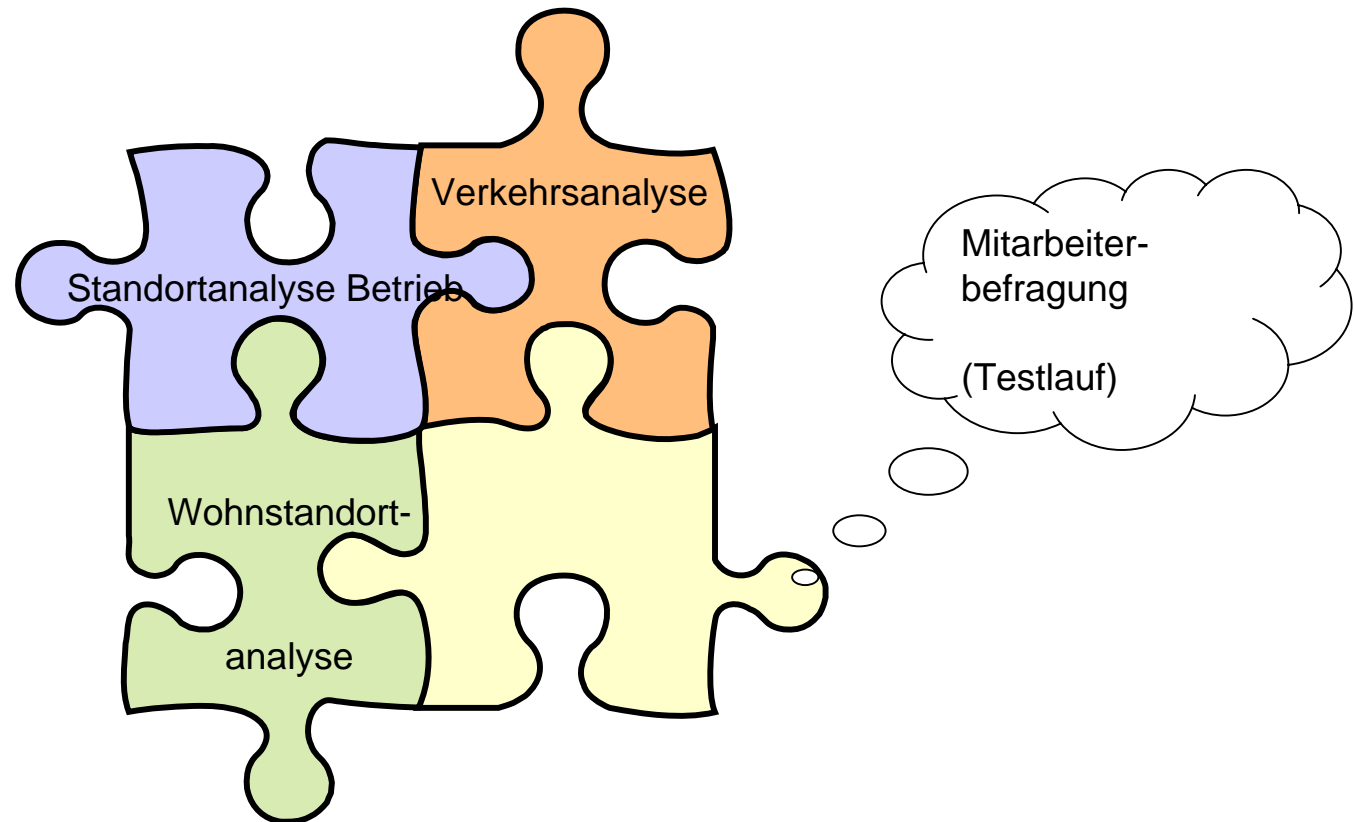 Verkehrsanalyse
Standortanalyse Betrieb
Wohnstandort-
analyse
Mitarbeiter-
befragung
(Testlauf)